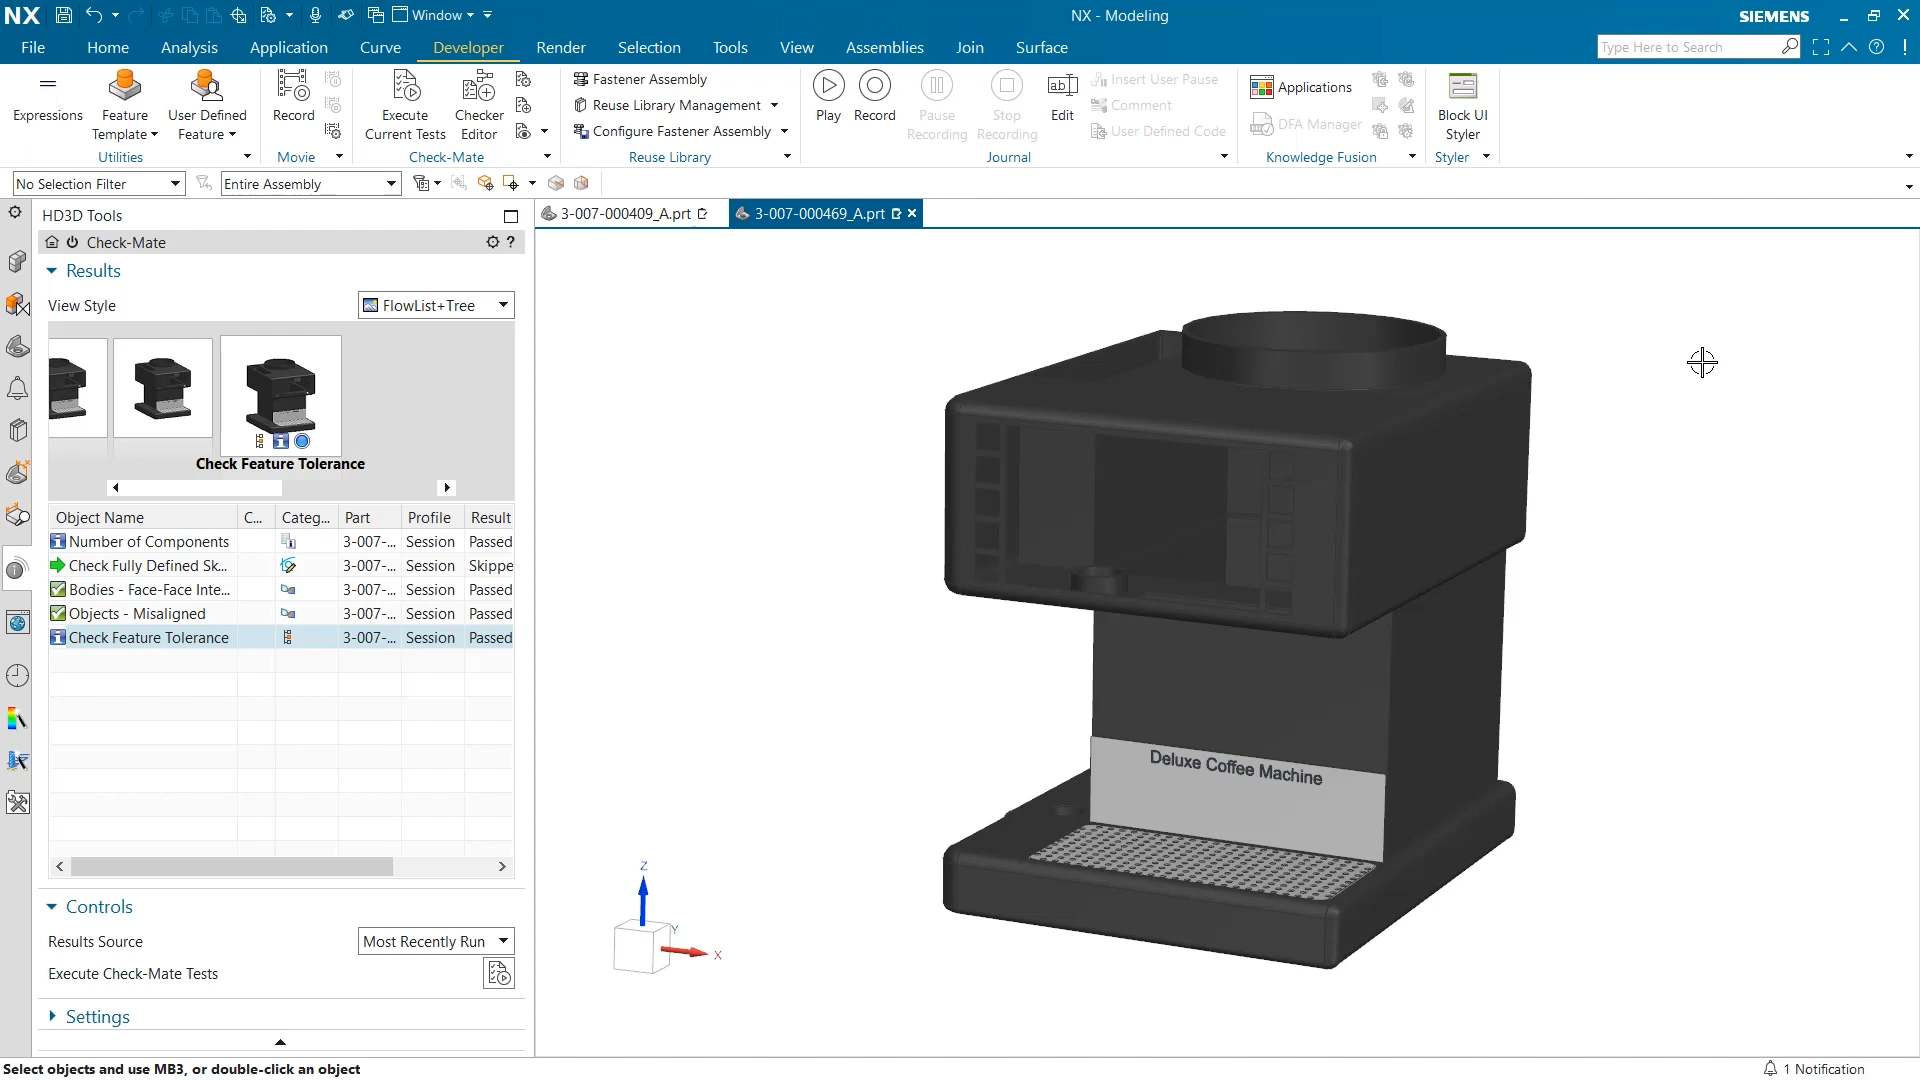 NX Window NX - Modeling SIEMENS
File Home Analysis Application Curve Developer Render Selection Tools View Assemblies Join Surface Type Here to Search
Expressions
Feature
Template
User Defined
Feature
Utilities
Record
Movie
Execute
Current Tests
Checker
Editor
Check-Mate
Fastener Assembly
Reuse Library Management
Configure Fastener Assembly
Reuse Library
Play
Record
Pause
Recording
Stop
Recording
Edit
Insert User Pause
Comment
User Defined Code
Journal
Applications
DFA Manager
Knowledge Fusion
Block UI
Styler
Styler
No Selection Filter Entire Assembly
HD3D Tools
3-007-000409_A.prt 3-007-000469_A.prt
Check-Mate ?
Results
View Style FlowList+Tree
Check Feature Tolerance
Object Name C... Categ... Part Profile Result
Number of Components 3-007-... Session Passed
Check Fully Defined Sk... 3-007-... Session Skippe
Bodies - Face-Face Inte... 3-007-... Session Passed
Objects - Misaligned 3-007-... Session Passed
Check Feature Tolerance 3-007-... Session Passed
Controls
Results Source Most Recently Run
Execute Check-Mate Tests
Settings
Deluxe Coffee Machine
Z
Y
X
Select objects and use MB3, or double-click an object 1 Notification